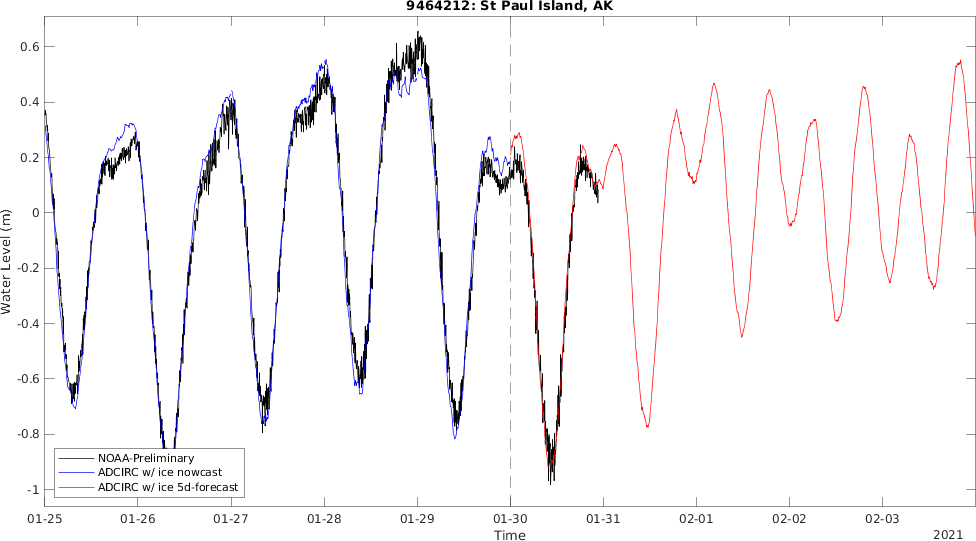 9464212: St Paul Island, AK
Water Level (m)
0.6
0.4
0.2
0
-0.2
-0.4
-0.6
-0.8
-1
NOAA-Preliminary
ADCIRC w/ ice nowcast
ADCIRC w/ ice 5d-forecast
01-25 01-26 01-27 01-28 01-29 01-30 01-31 02-01 02-02 02-03
Time
2021